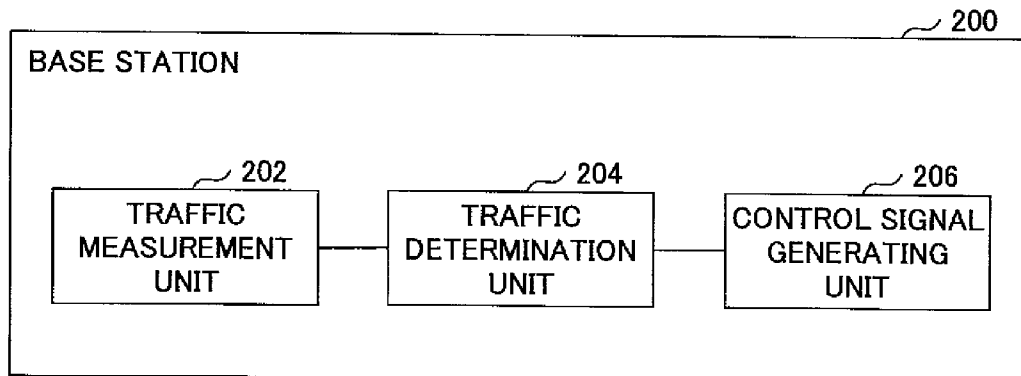 200
BASE STATION
202
TRAFFIC
MEASUREMENT
UNIT
204
TRAFFIC
DETERMINATION
UNIT
206
CONTROL SIGNAL
GENERATING
UNIT